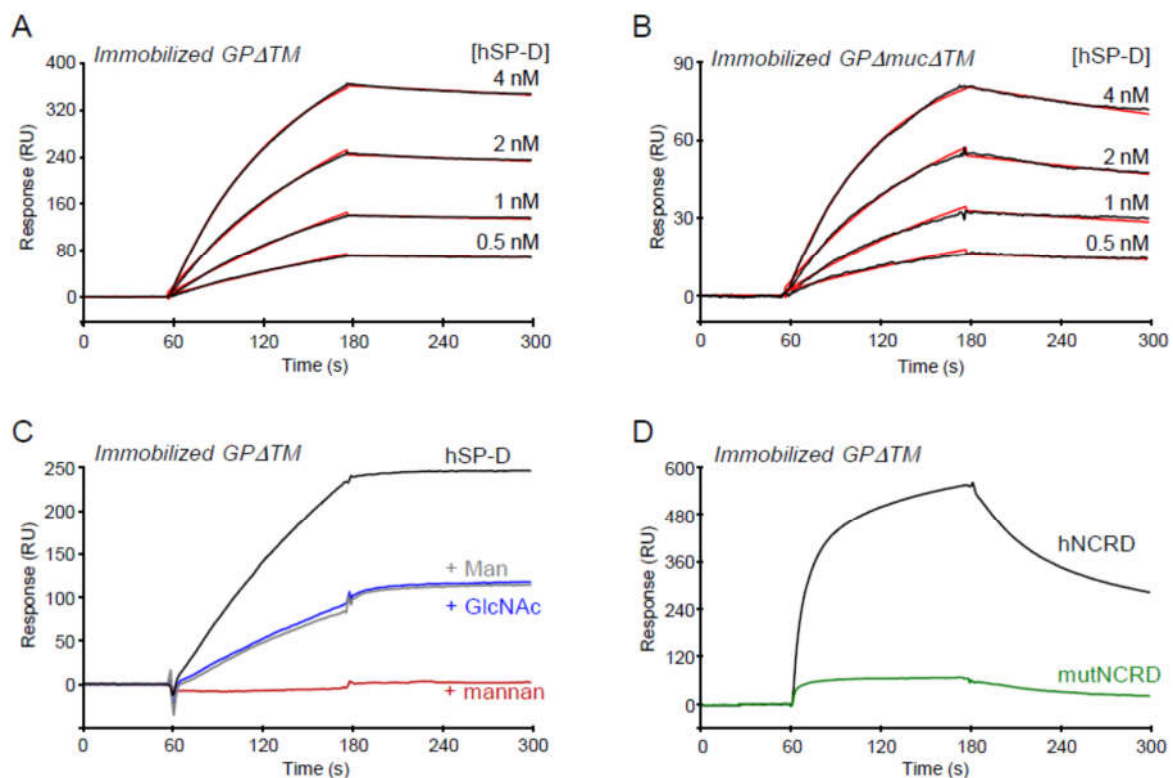 A
Immobilized GPΔTM
[hSP-D]
400
320
240
160
80
0
Response (RU)
4 nM
2 nM
1 nM
0.5 nM
0 60 120 180 240 300
Time (s)
B
Immobilized GPΔmucΔTM
[hSP-D]
90
60
30
0
Response (RU)
4 nM
2 nM
1 nM
0.5 nM
0 60 120 180 240 300
Time (s)
C
Immobilized GPΔTM
250
200
150
100
50
0
Response (RU)
hSP-D
+ Man
+ GlcNAc
+ mannan
0 60 120 180 240 300
Time (s)
D
Immobilized GPΔTM
600
480
360
240
120
0
Response (RU)
hNCRD
mutNCRD
0 60 120 180 240 300
Time (s)